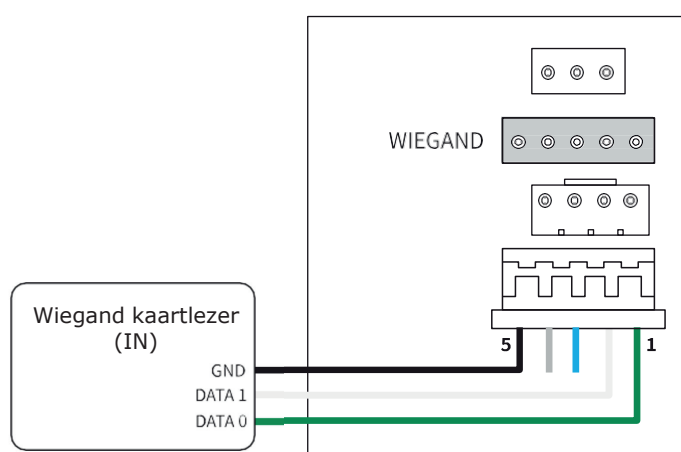 WIEGAND
Wiegand kaartlezer
(IN)
5
1
GND
DATA 1
DATA 0